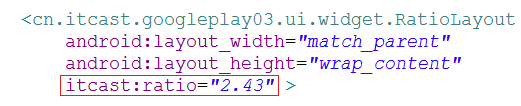 <cn.itcast.googleplay03.ui.widget.RatioLayout
android:layout_width="match_parent"
android:layout_height="wrap_content"
itcast:ratio="2.43" >